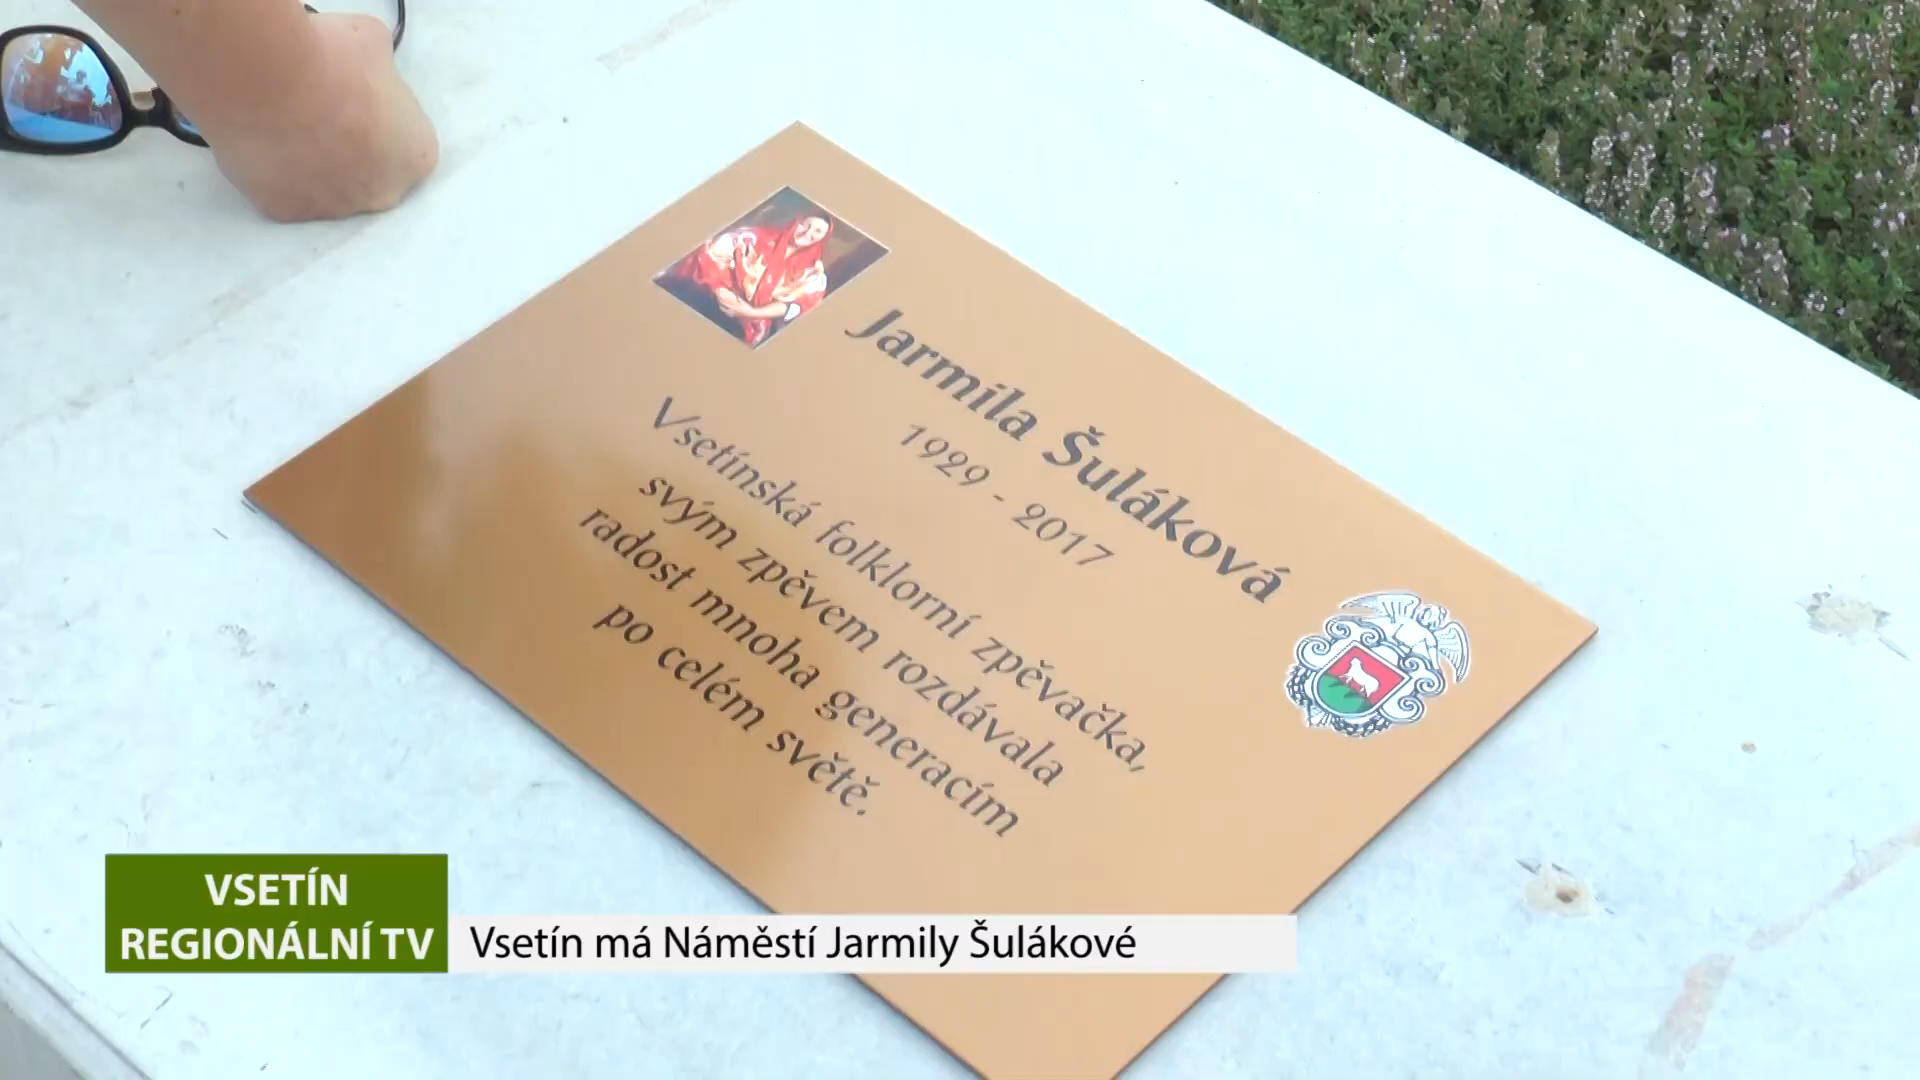 Jarmila Šuláková
1929 - 2017
Vsetínská folklorní zpěvačka,
svým zpěvem rozdávala
radost mnoha generacím
po celém světě.
VSETÍN
REGIONÁLNÍ TV
Vsetín má Náměstí Jarmily Šulákové